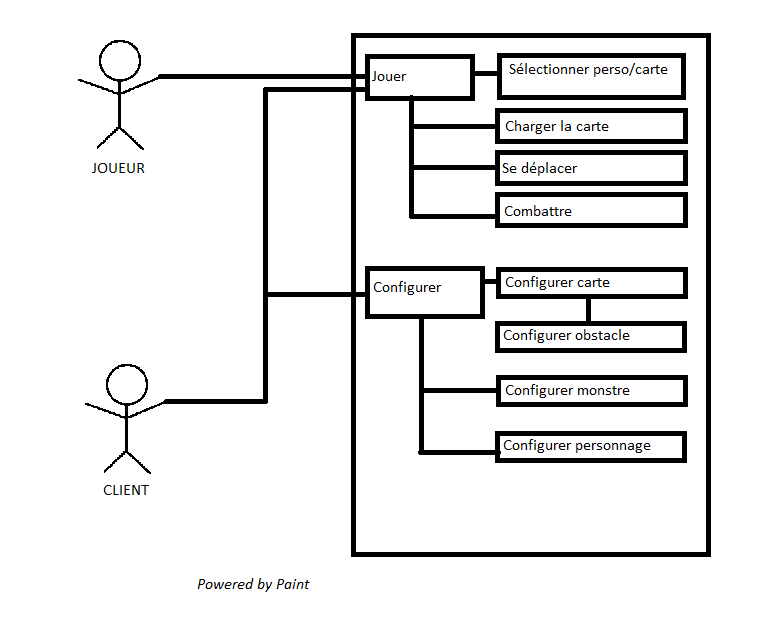 Jouer
Sélectionner perso/carte
Charger la carte
JOUEUR
Se déplacer
Combattre
Configurer
Configurer carte
Configurer obstacle
Configurer monstre
Configurer personnage
CLIENT
Powered by Paint